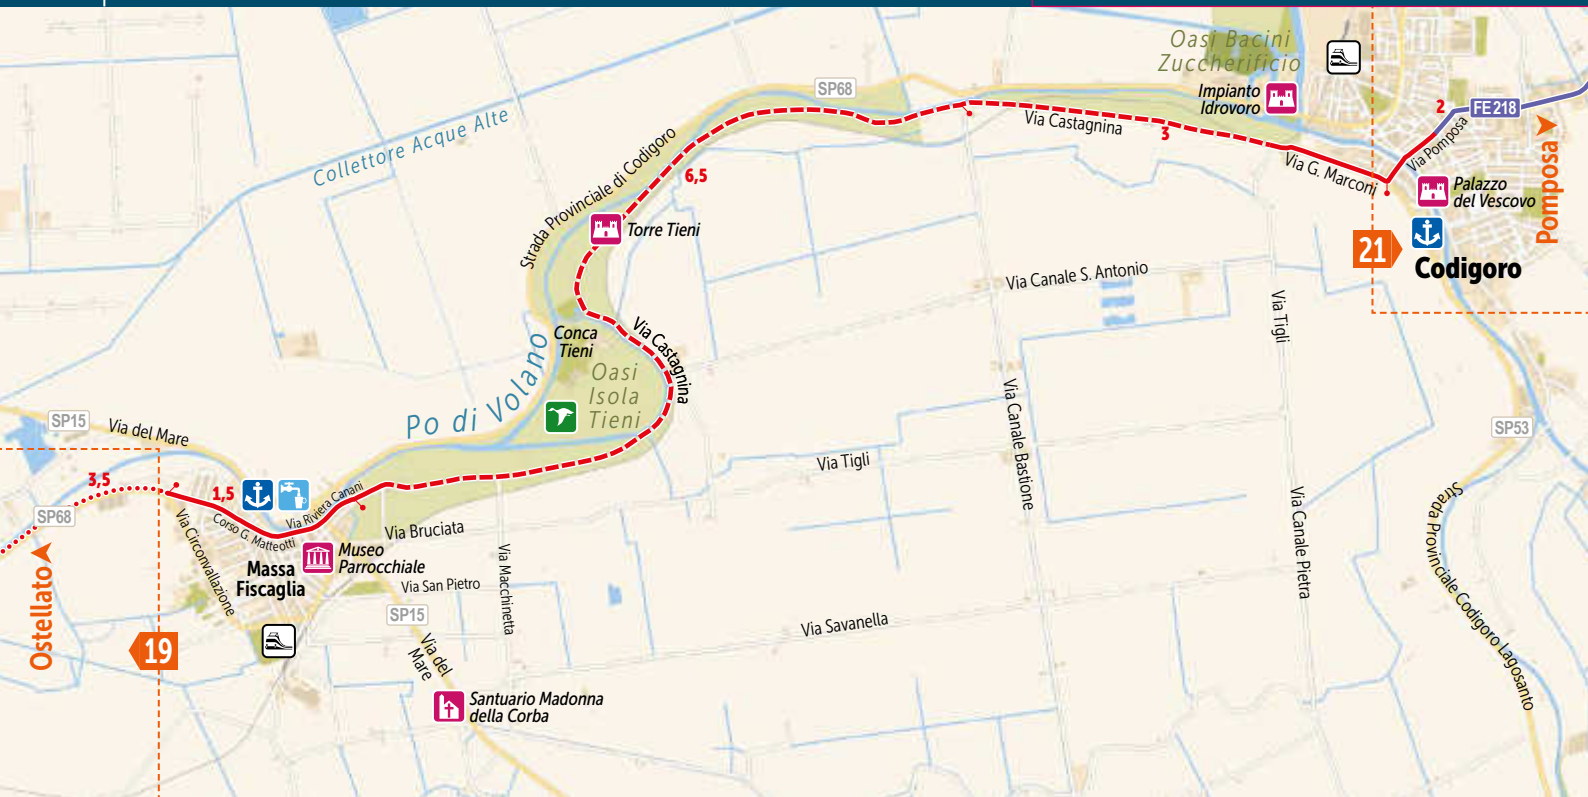 Oasi Bacini
Zuccherificio
Impianto
Idrovoro
SP68
Collettore Acque Alte
Via Castagnina
3
2
FE218
Via Pomposa
Pomposa
Via G. Marconi
Palazzo
del Vescovo
Strada Provinciale di Codigoro
6,5
Torre Tieni
21
Codigoro
Via Canale S. Antonio
Via Tigli
Conca
Tieni
Via Castagnina
Po di Volano
Oasi
Isola
Tieni
Via Canale Bastione
SP15
Via del Mare
SP53
Via Tigli
3,5
1,5
Via Riviera Canani
Corso G. Matteotti
SP68
Via Circonvallazione
Via Bruciata
Museo
Parrocchiale
Massa
Fiscaglia
Via San Pietro
Via Macchinetta
Via Canale Pietra
Strada Provinciale Codigoro Lagosanto
Ostellato
19
SP15
Via del
Mare
Via Savanella
Santuario Madonna
della Corba